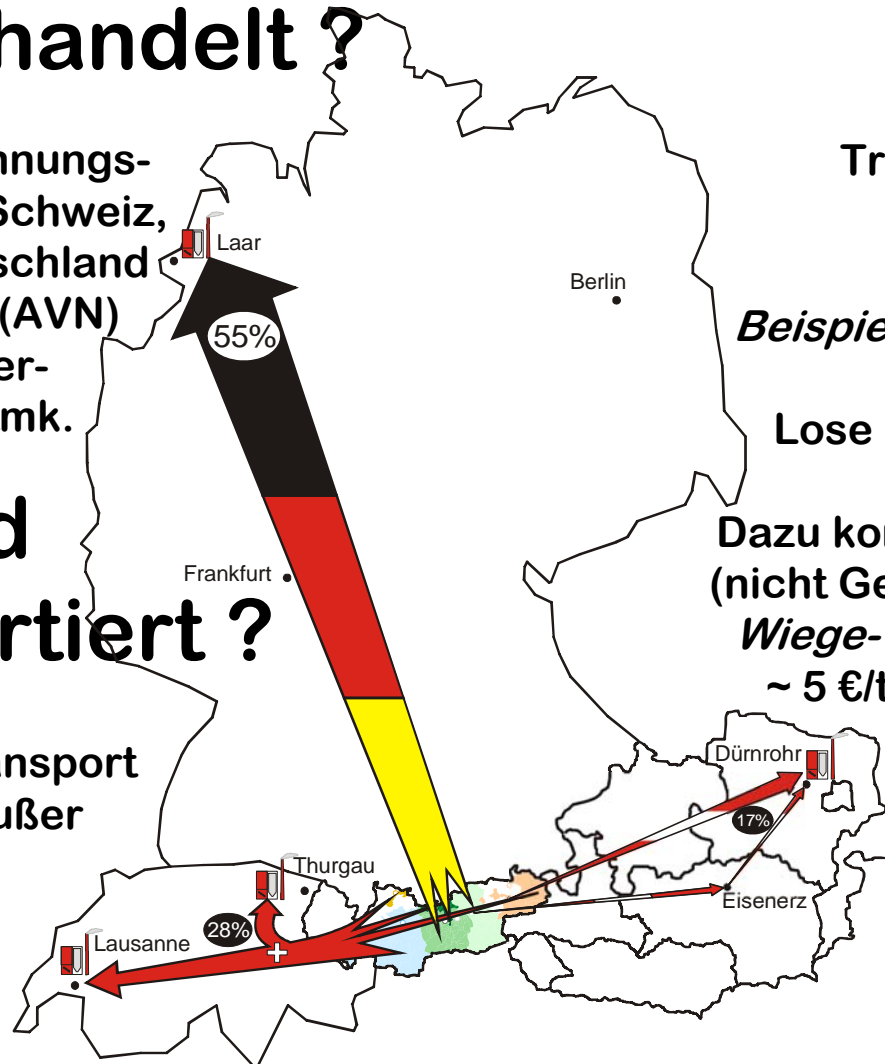 handelt ?
nnungs-
Schweiz,
schland
(AVN)
er-
mk.
d
rtiert ?
ansport
ußer
Tr
Beispie
Lose
Dazu kor
(nicht Ge
Wiege-
~ 5 €/t
Laar
55%
Berlin
Frankfurt
Dürnrohr
17%
Eisenerz
Thurgau
28%
Lausanne